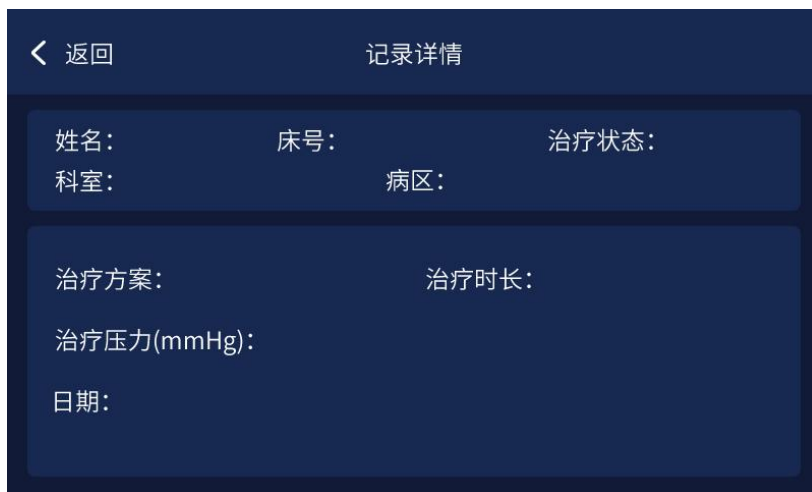 返回 记录详情
姓名： 床号： 治疗状态：
科室： 病区：
治疗方案： 治疗时长：
治疗压力(mmHg)：
日期：